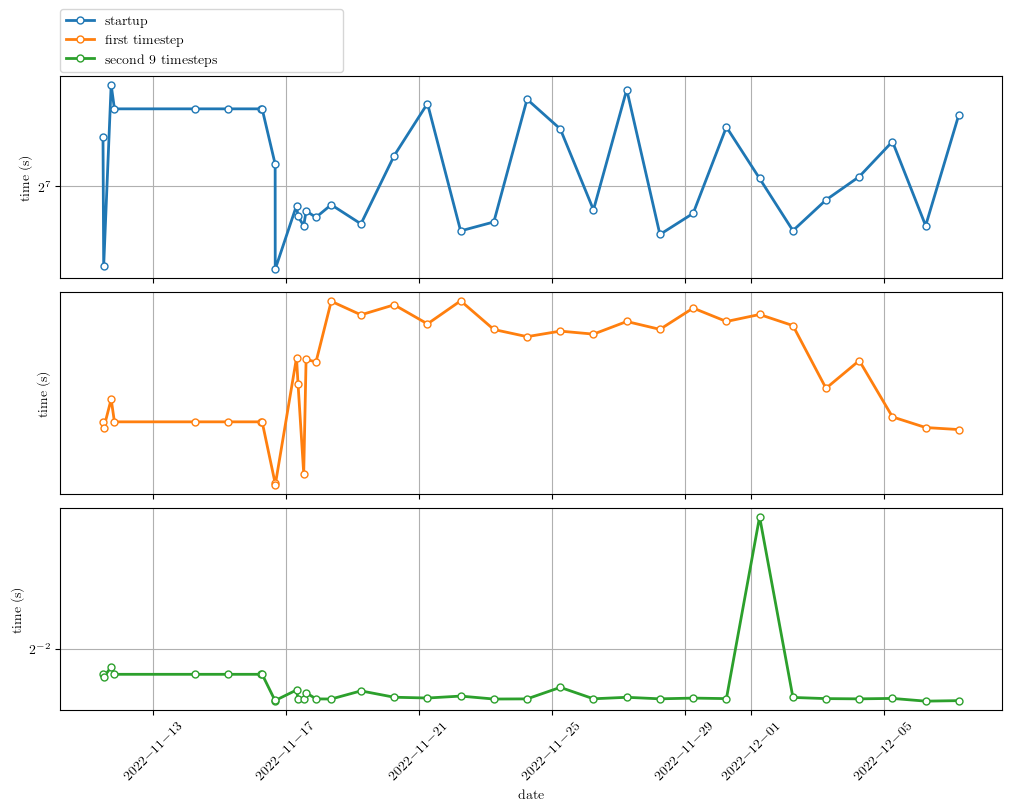 startup
first timestep
second 9 timesteps
time (s)
2^7
time (s)
time (s)
2^−2
2022−11−13
2022−11−17
2022−11−21
2022−11−25
2022−11−29
2022−12−01
2022−12−05
date